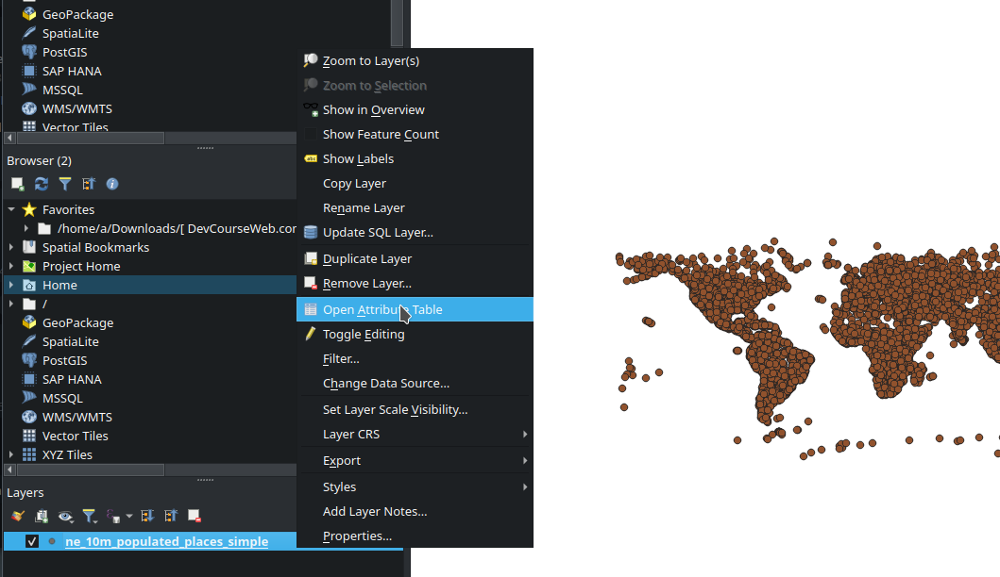 GeoPackage
SpatiaLite
PostGIS
SAP HANA
MSSQL
WMS/WMTS
Vector Tiles
Browser (2)
Favorites
/home/a/Downloads/[ DevCourseWeb.cor
Spatial Bookmarks
Project Home
Home
/
GeoPackage
SpatiaLite
PostGIS
SAP HANA
MSSQL
WMS/WMTS
Vector Tiles
XYZ Tiles
Layers
ne_10m_populated_places_simple
Zoom to Layer(s)
Zoom to Selection
Show in Overview
Show Feature Count
abc Show Labels
Copy Layer
Rename Layer
Update SQL Layer...
Duplicate Layer
Remove Layer...
Open Attribute Table
Toggle Editing
Filter...
Change Data Source...
Set Layer Scale Visibility...
Layer CRS
Export
Styles
Add Layer Notes...
Properties...